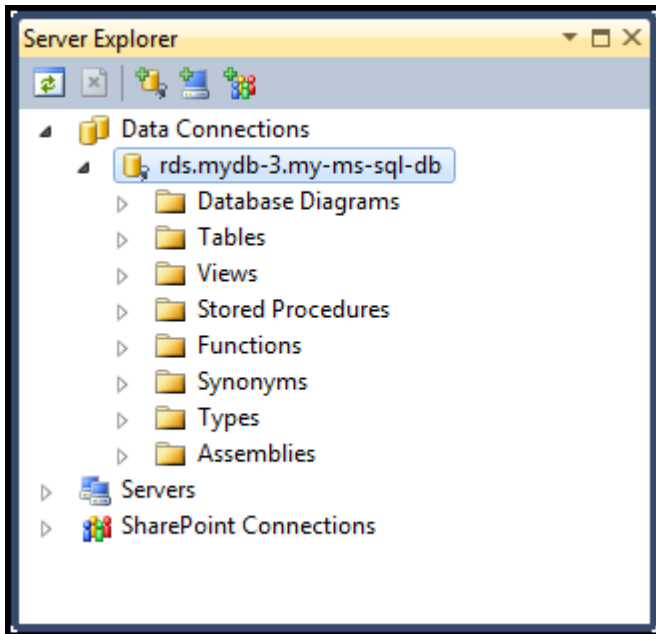 Server Explorer
Data Connections
rds.mydb-3.my-ms-sql-db
Database Diagrams
Tables
Views
Stored Procedures
Functions
Synonyms
Types
Assemblies
Servers
SharePoint Connections